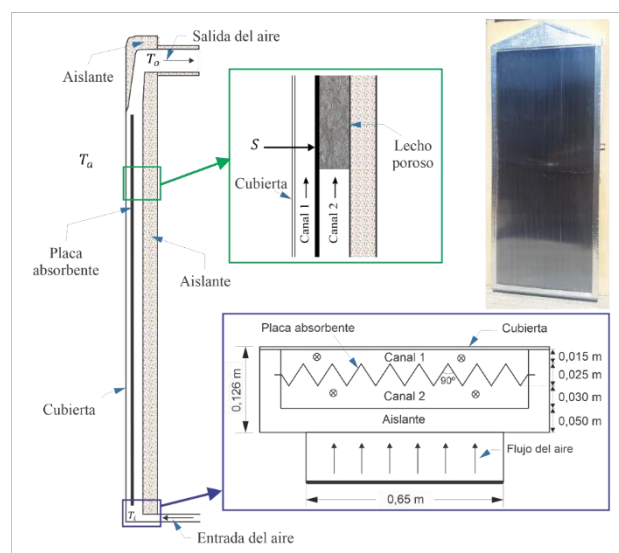 Salida del aire
Aislante
T_o
T_a
S
Lecho
poroso
Cubierta
Canal 1
Canal 2
Placa
absorbente
Aislante
Cubierta
T_i
Entrada del aire
Placa absorbente
Cubierta
Canal 1
90º
Canal 2
Aislante
0,126 m
0,015 m
0,025 m
0,030 m
0,050 m
Flujo del aire
0,65 m